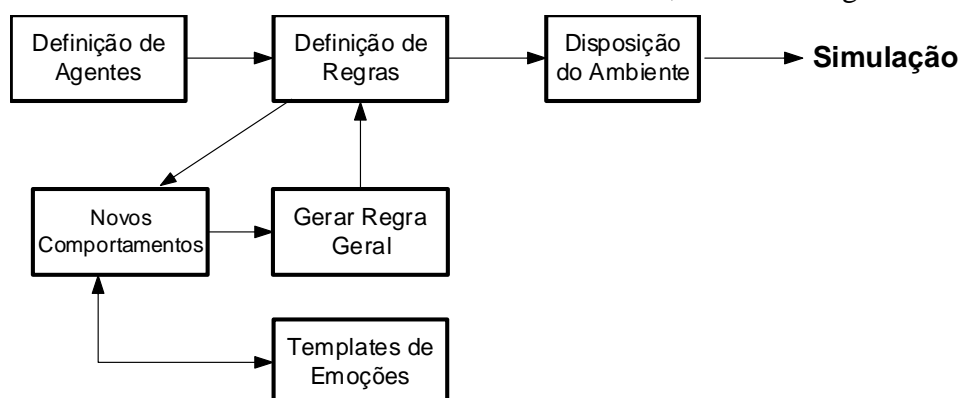 Definição de
Agentes
Definição de
Regras
Disposição
do Ambiente
Simulação
Novos
Comportamentos
Gerar Regra
Geral
Templates de
Emoções